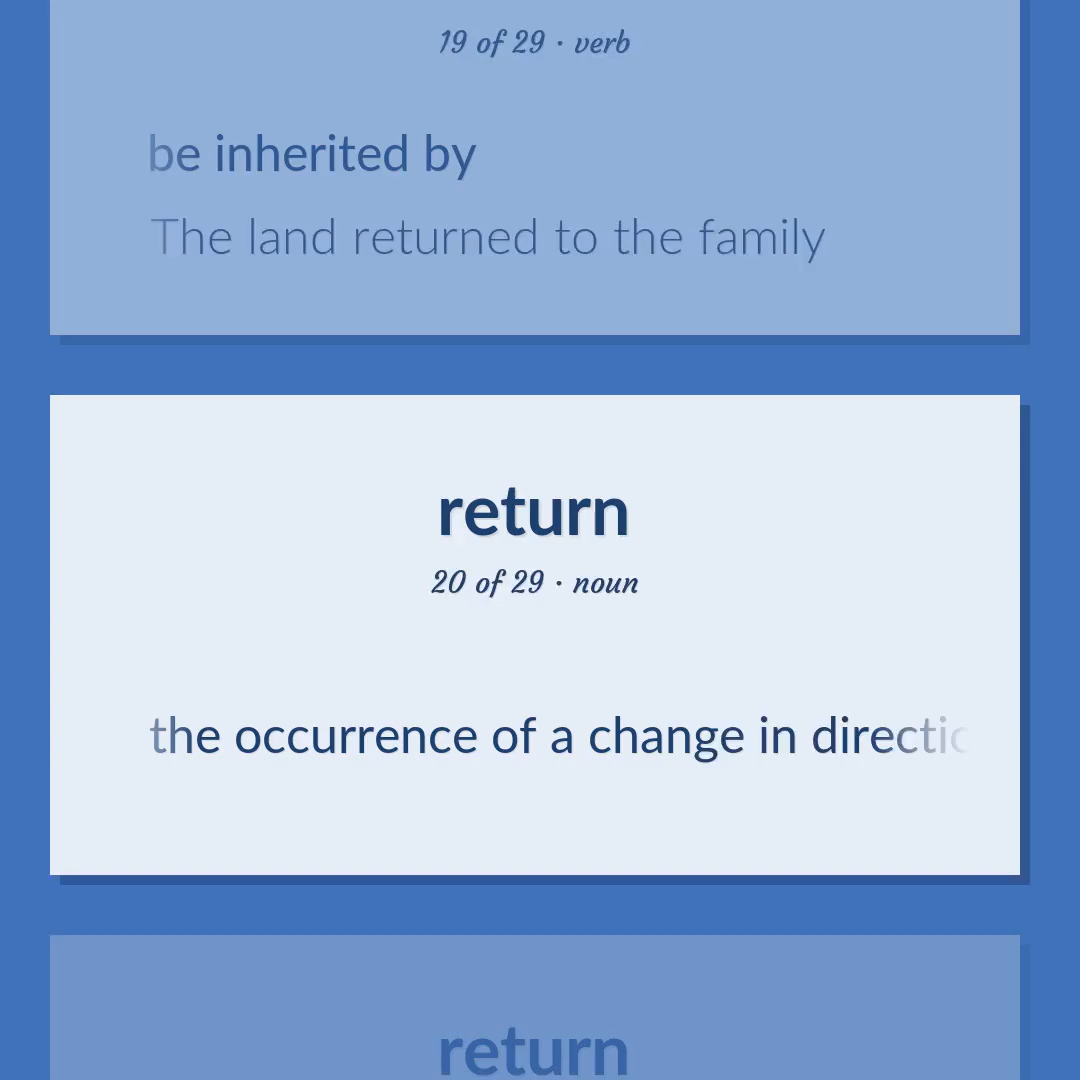 19 of 29 · verb
be inherited by
The land returned to the family
return
20 of 29 · noun
the occurrence of a change in directic
return